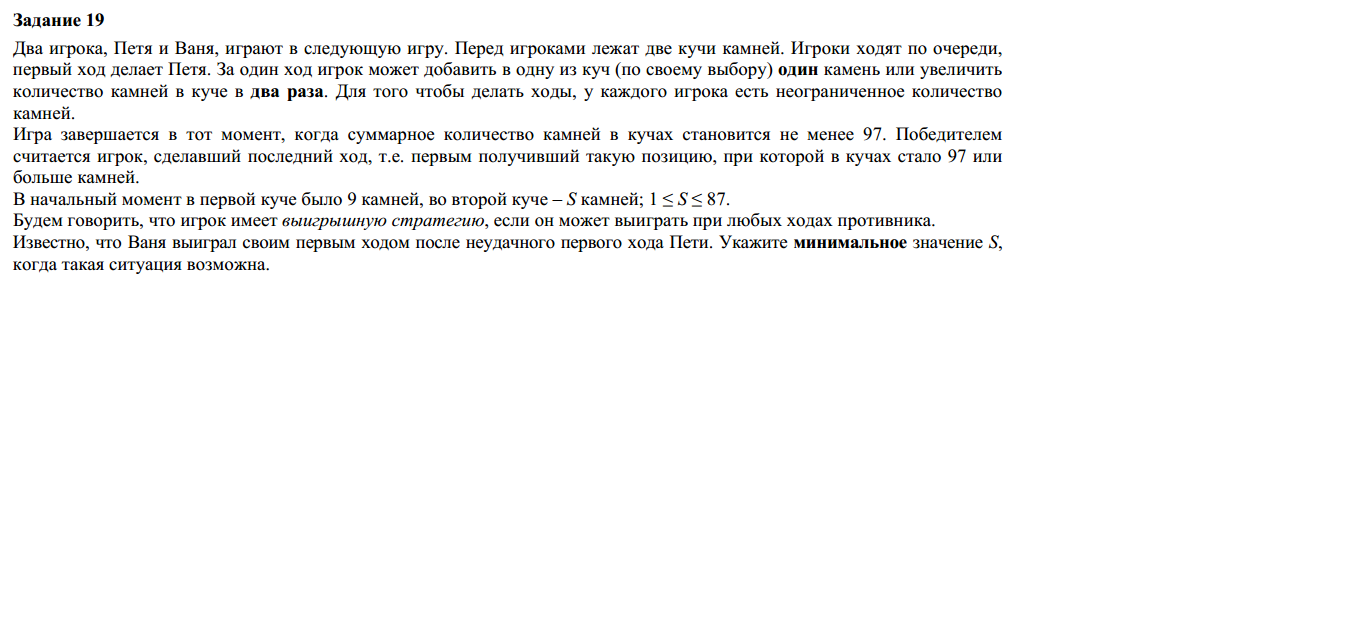 Задание 19
Два игрока, Петя и Ваня, играют в следующую игру. Перед игроками лежат две кучи камней. Игроки ходят по очереди,
первый ход делает Петя. За один ход игрок может добавить в одну из куч (по своему выбору) один камень или увеличить
количество камней в куче в два раза. Для того чтобы делать ходы, у каждого игрока есть неограниченное количество
камней.
Игра завершается в тот момент, когда суммарное количество камней в кучах становится не менее 97. Победителем
считается игрок, сделавший последний ход, т.е. первым получивший такую позицию, при которой в кучах стало 97 или
больше камней.
В начальный момент в первой куче было 9 камней, во второй куче – S камней; 1 ≤ S ≤ 87.
Будем говорить, что игрок имеет выигрышную стратегию, если он может выиграть при любых ходах противника.
Известно, что Ваня выиграл своим первым ходом после неудачного первого хода Пети. Укажите минимальное значение S,
когда такая ситуация возможна.